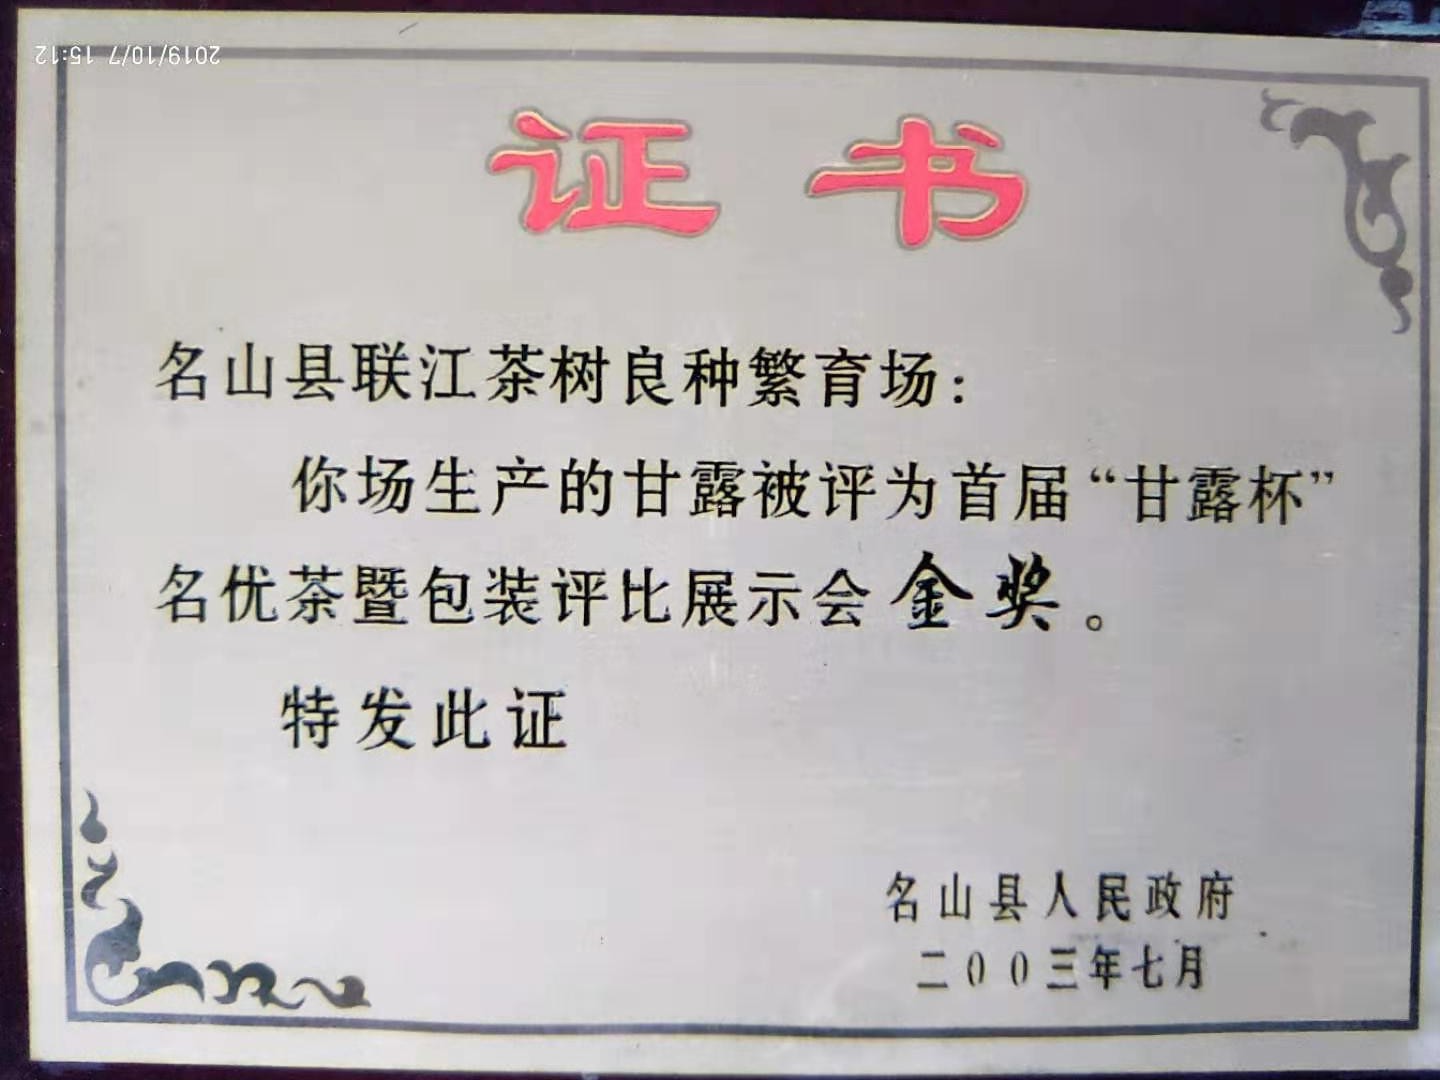 2019/10/7 15:12
证书
名山县联江茶树良种繁育场：
你场生产的甘露被评为首届“甘露杯”
名优茶暨包装评比展示会金奖。
特发此证
名山县人民政府
二00三年七月